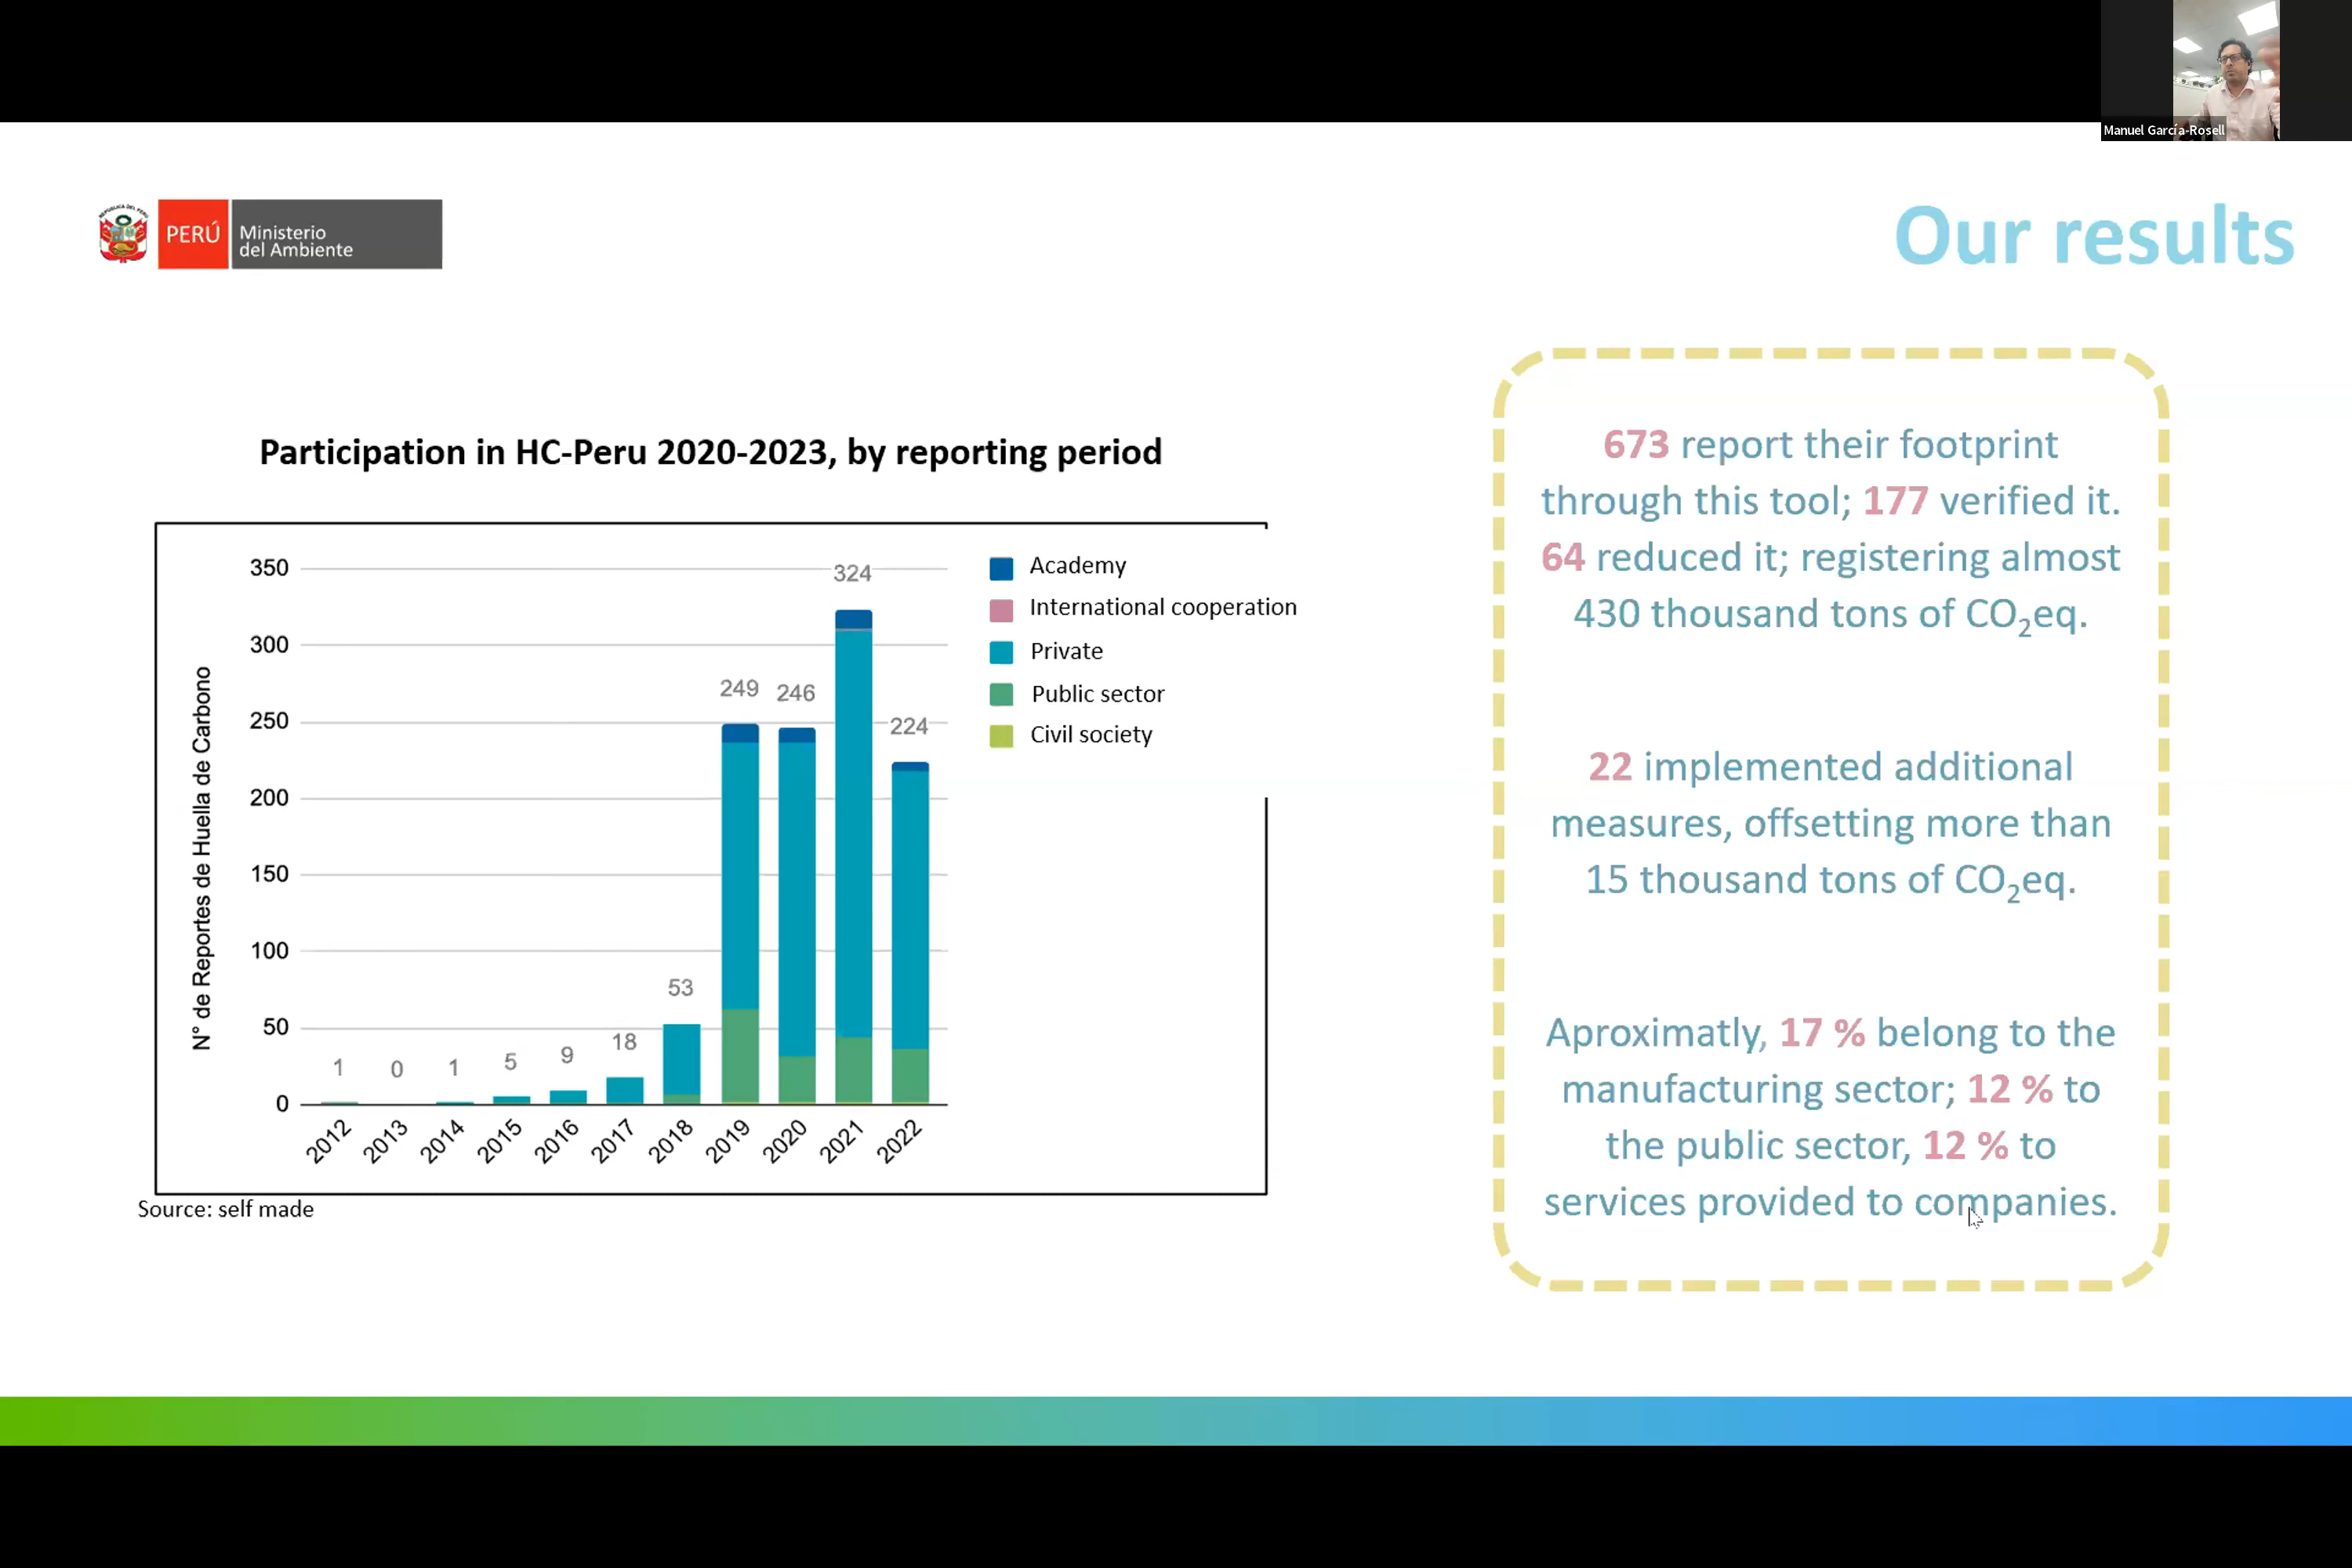 Manuel García-Rosell
REPUBLICA DEL PERU
PERÚ
Ministerio
del Ambiente
Our results
Participation in HC-Peru 2020-2023, by reporting period
N° de Reportes de Huella de Carbono
350
300
250
200
150
100
50
0
1
0
1
5
9
18
53
249
246
324
224
2012
2013
2014
2015
2016
2017
2018
2019
2020
2021
2022
Academy
International cooperation
Private
Public sector
Civil society
Source: self made
673 report their footprint
through this tool; 177 verified it.
64 reduced it; registering almost
430 thousand tons of CO₂eq.
22 implemented additional
measures, offsetting more than
15 thousand tons of CO₂eq.
Aproximatly, 17 % belong to the
manufacturing sector; 12 % to
the public sector, 12 % to
services provided to companies.